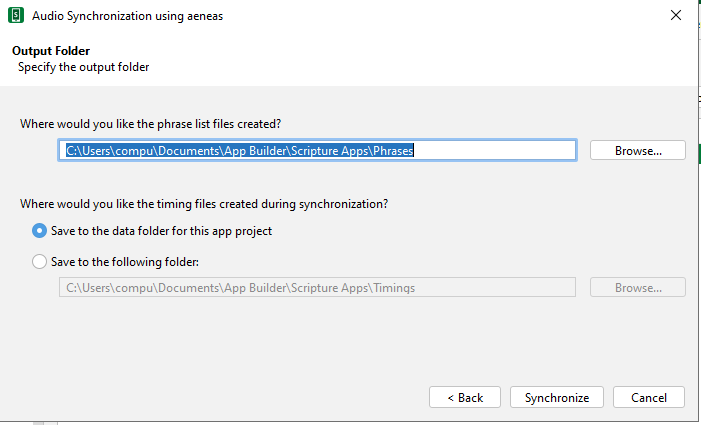 Audio Synchronization using aeneas
Output Folder
Specify the output folder
Where would you like the phrase list files created?
C:\Users\compu\Documents\App Builder\Scripture Apps\Phrases
Browse...
Where would you like the timing files created during synchronization?
Save to the data folder for this app project
Save to the following folder:
C:\Users\compu\Documents\App Builder\Scripture Apps\Timings
Browse...
< Back
Synchronize
Cancel